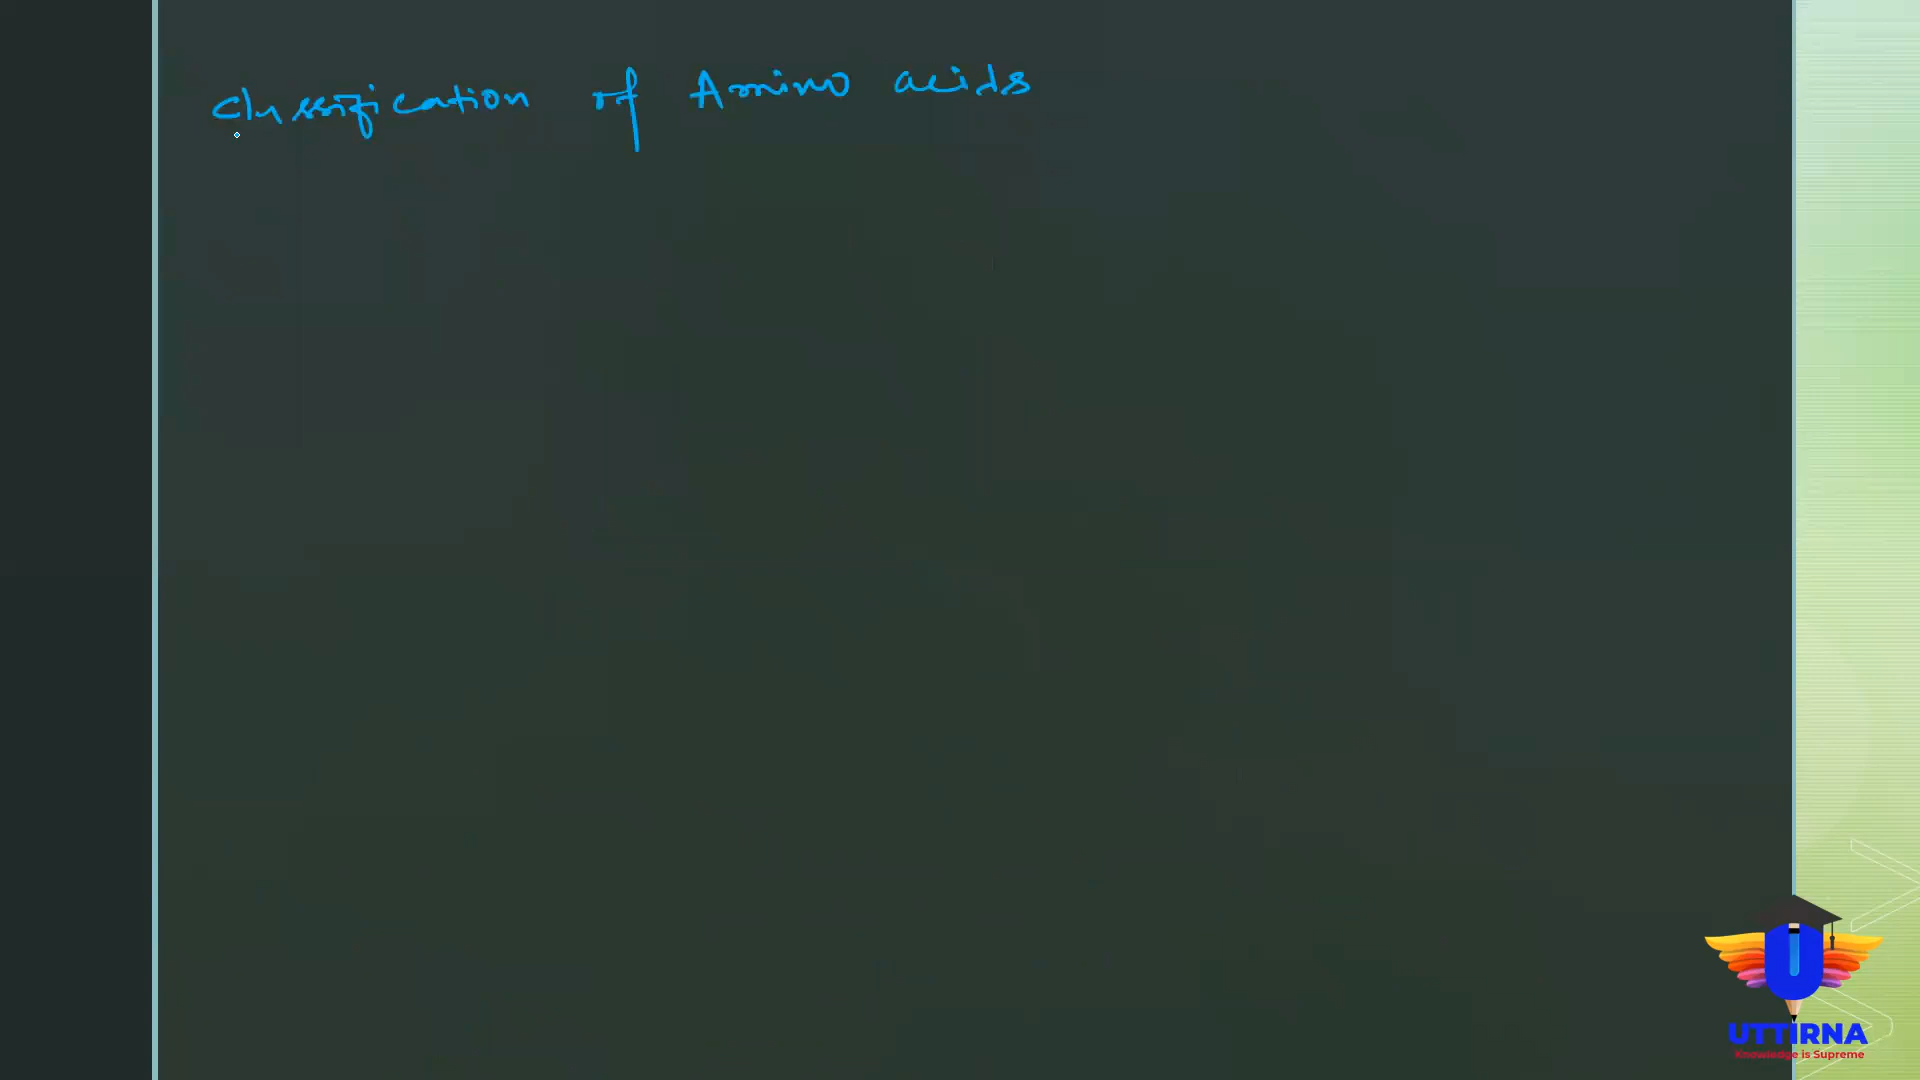 Classification of Amino acids
UTTIRNA
Knowledge is Supreme